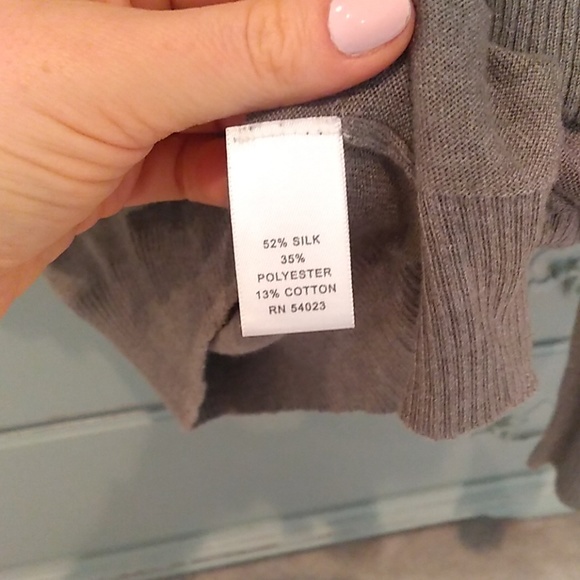 52% SILK
35%
POLYESTER
13% COTTON
RN 54023